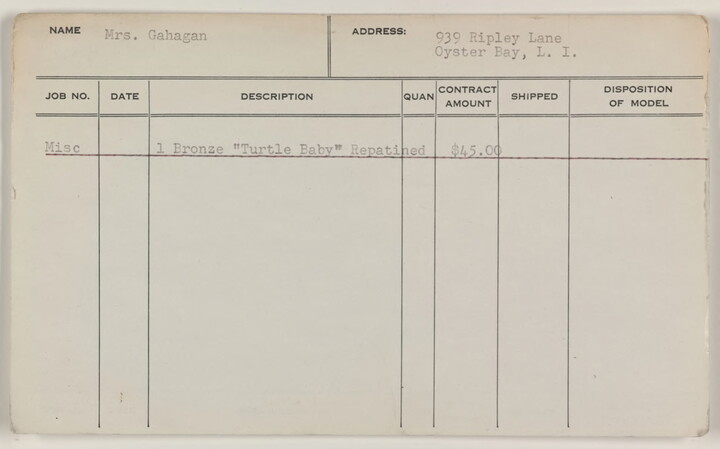 NAME Mrs. Gahagan ADDRESS: 939 Ripley Lane
Oyster Bay, L. I.
JOB NO. DATE DESCRIPTION QUAN CONTRACT AMOUNT SHIPPED DISPOSITION OF MODEL
Misc 1 Bronze "Turtle Baby" Repatined $45.00